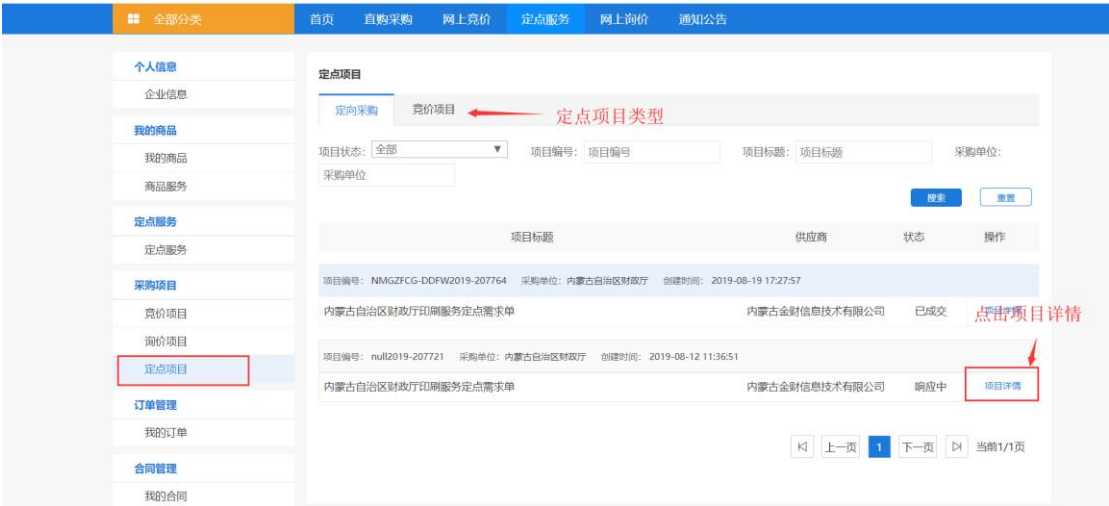 全部分类 首页 直购采购 网上竞价 定点服务 网上询价 通知公告
个人信息
企业信息
我的商品
我的商品
商品服务
定点服务
定点服务
采购项目
竞价项目
询价项目
定点项目
订单管理
我的订单
合同管理
我的合同
定点项目
定向采购 竞价项目 定点项目类型
项目状态: 全部 ▼ 项目编号: 项目编号 项目标题: 项目标题 采购单位:
采购单位
搜索 重置
项目标题 供应商 状态 操作
项目编号: NMGZFCG-DDFW2019-207764 采购单位: 内蒙古自治区财政厅 创建时间: 2019-08-19 17:27:57
内蒙古自治区财政厅印刷服务定点需求单 内蒙古金财信息技术有限公司 已成交 项目详情
点击项目详情
项目编号: null2019-207721 采购单位: 内蒙古自治区财政厅 创建时间: 2019-08-12 11:36:51
内蒙古自治区财政厅印刷服务定点需求单 内蒙古金财信息技术有限公司 响应中 项目详情
上一页 1 下一页 当前1/1页